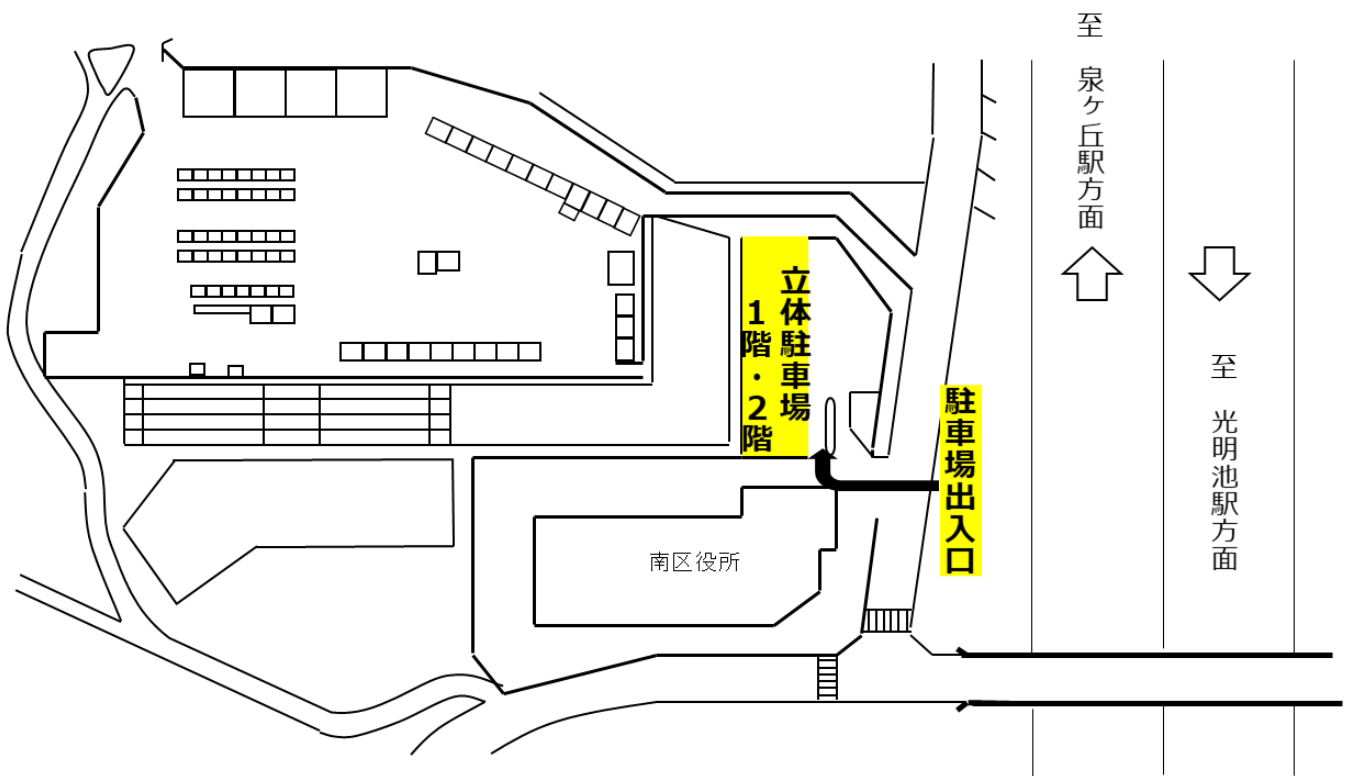 至 泉ヶ丘駅方面
至 光明池駅方面
立体駐車場
１階・２階
駐車場出入口
南区役所